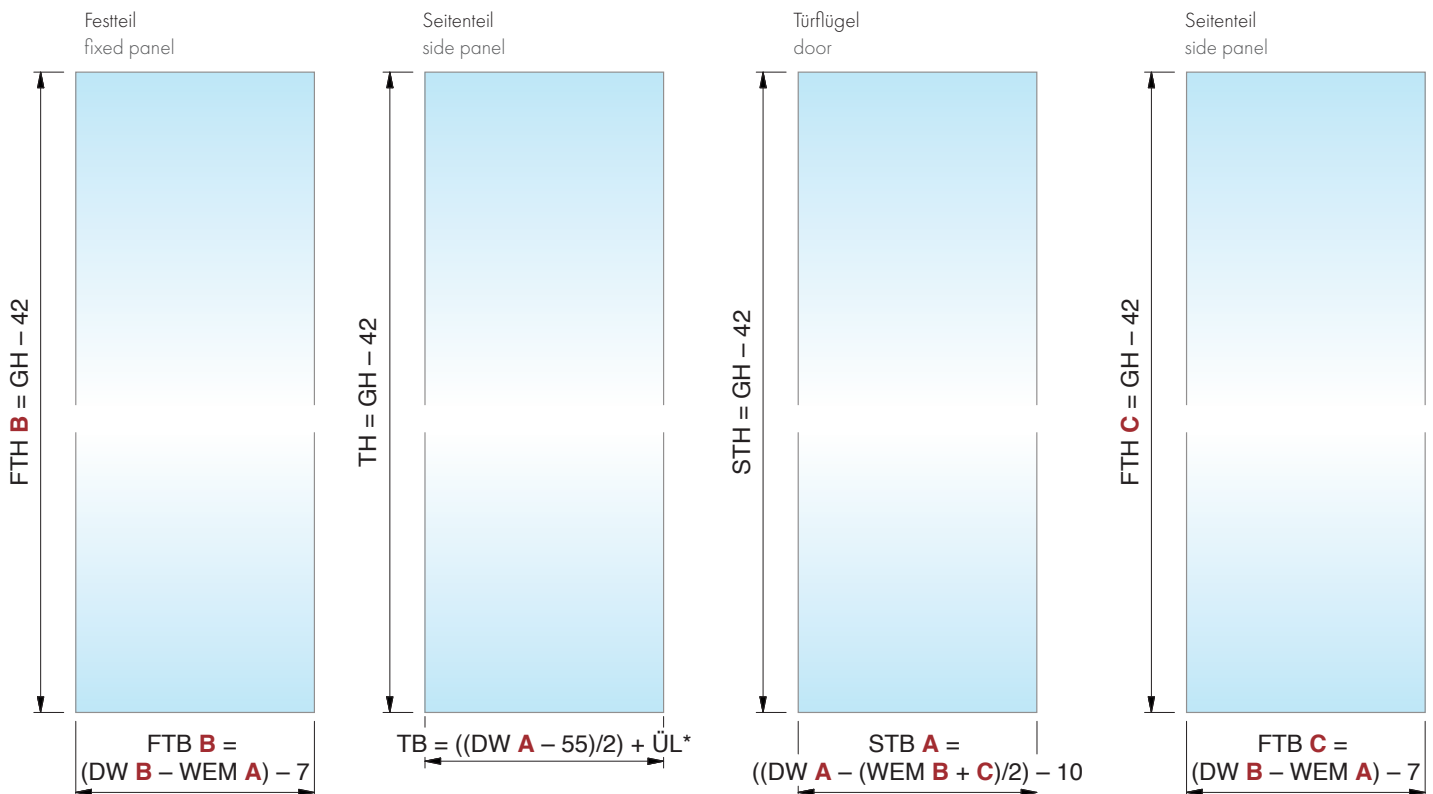 Festteil
fixed panel
FTH B = GH – 42
FTB B =
(DW B – WEM A) – 7
Seitenteil
side panel
TH = GH – 42
TB = ((DW A – 55)/2) + ÜL*
Türflügel
door
STH = GH – 42
STB A =
((DW A – (WEM B + C)/2) – 10
Seitenteil
side panel
FTH C = GH – 42
FTB C =
(DW B – WEM A) – 7